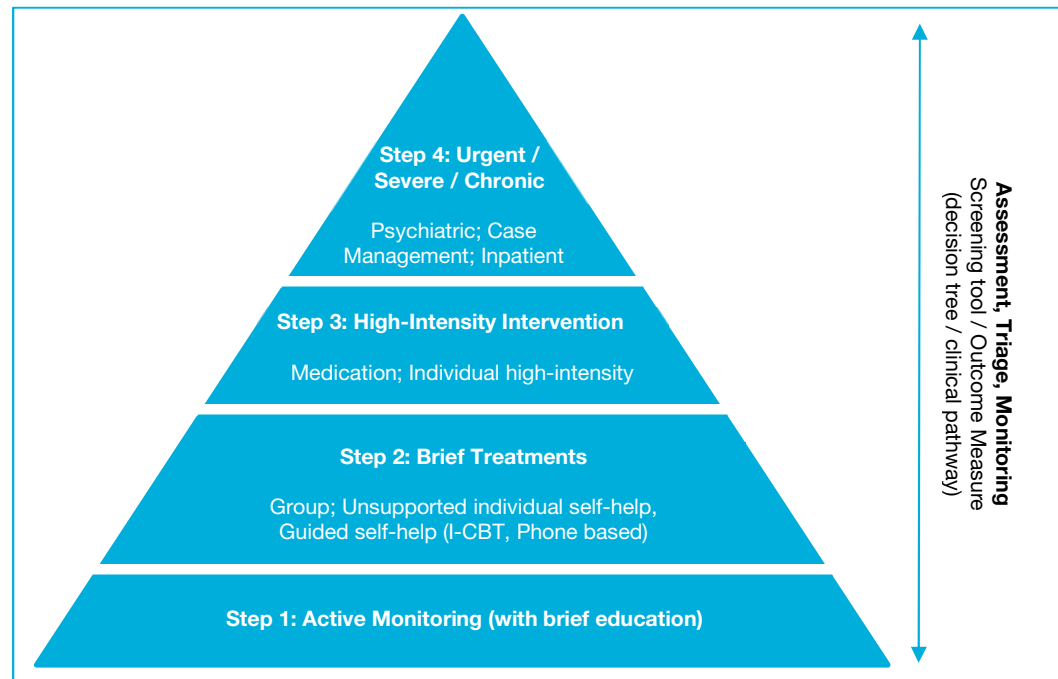 Step 4: Urgent /
Severe / Chronic
Psychiatric; Case
Management; Inpatient
Step 3: High-Intensity Intervention
Medication; Individual high-intensity
Step 2: Brief Treatments
Group; Unsupported individual self-help,
Guided self-help (I-CBT, Phone based)
Step 1: Active Monitoring (with brief education)
Assessment, Triage, Monitoring
Screening tool / Outcome Measure
(decision tree / clinical pathway)